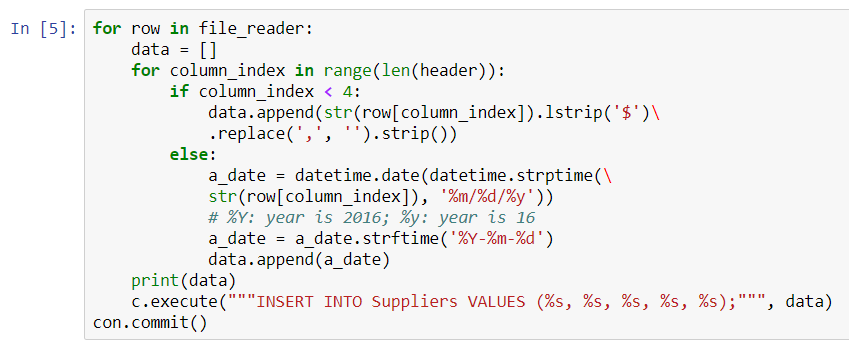 In [5]: for row in file_reader:
    data = []
    for column_index in range(len(header)):
        if column_index < 4:
            data.append(str(row[column_index]).lstrip('$')\
            .replace(',', '').strip())
        else:
            a_date = datetime.date(datetime.strptime(\
            str(row[column_index]), '%m/%d/%y'))
            # %Y: year is 2016; %y: year is 16
            a_date = a_date.strftime('%Y-%m-%d')
            data.append(a_date)
    print(data)
    c.execute("""INSERT INTO Suppliers VALUES (%s, %s, %s, %s, %s);""", data)
con.commit()